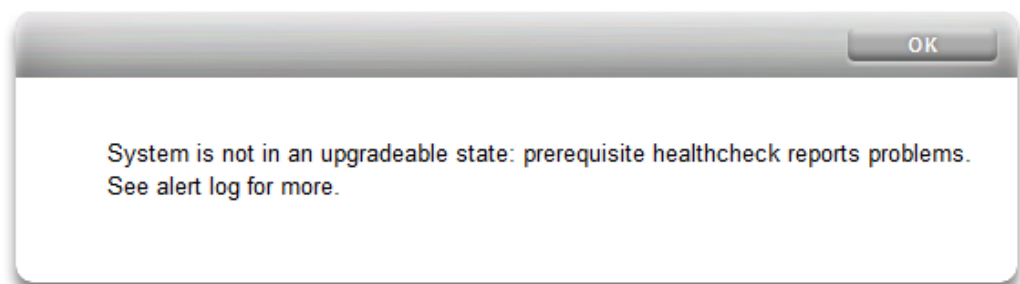 OK
System is not in an upgradeable state: prerequisite healthcheck reports problems.
See alert log for more.